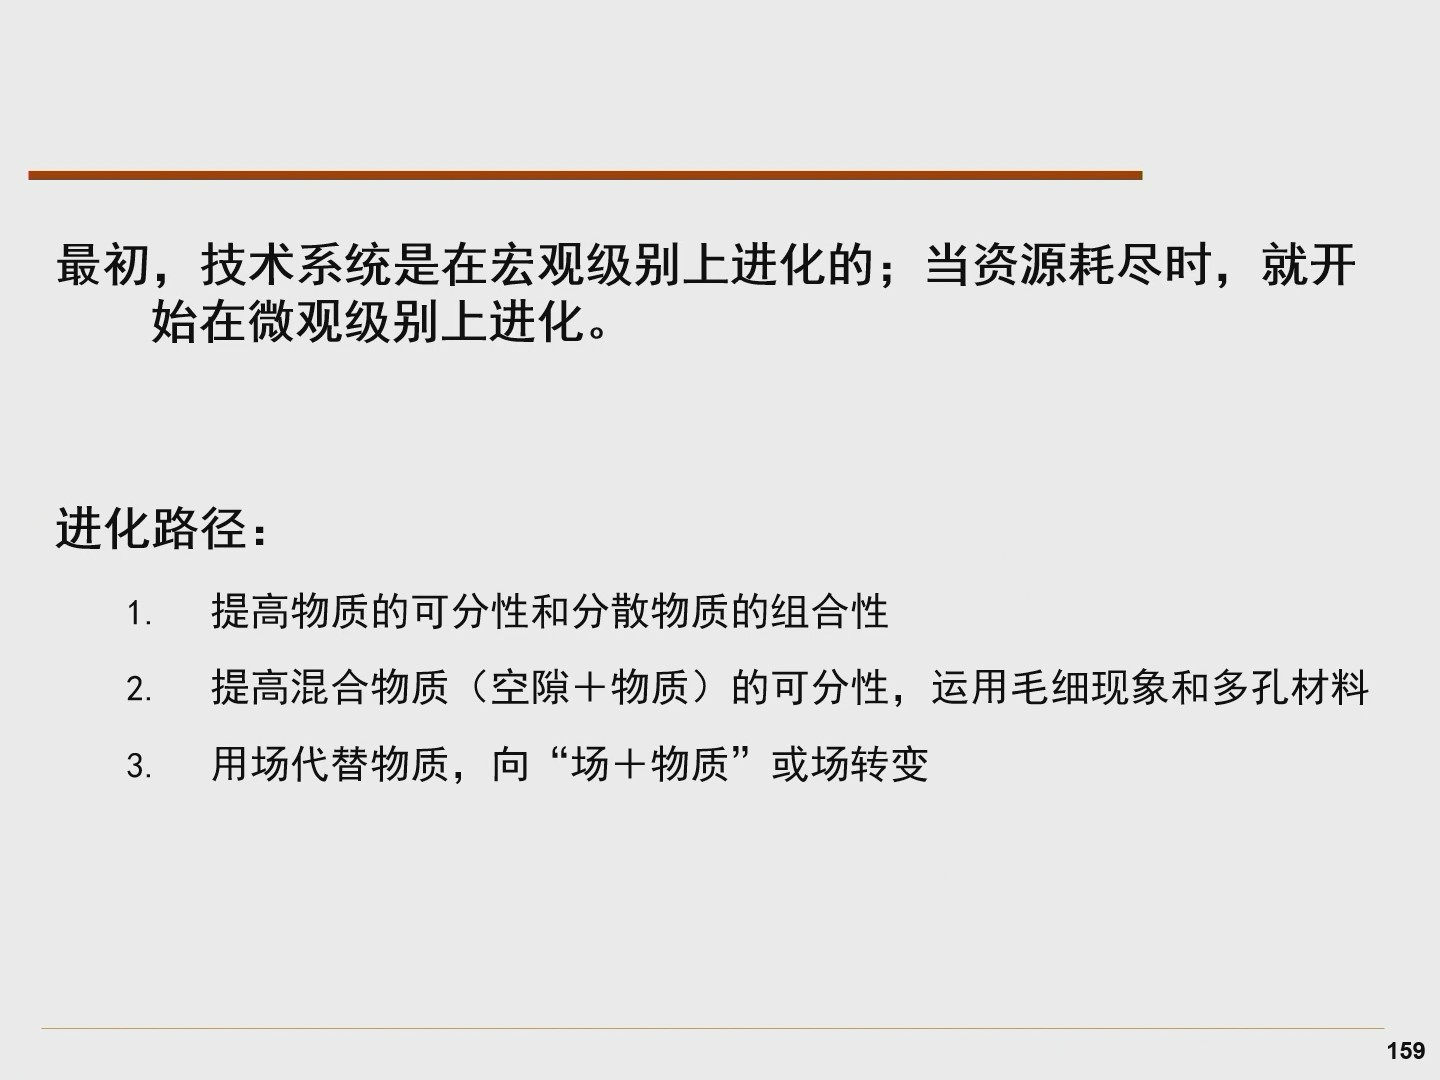 最初，技术系统是在宏观级别上进化的；当资源耗尽时，就开
始在微观级别上进化。
进化路径：
1. 提高物质的可分性和分散物质的组合性
2. 提高混合物质（空隙＋物质）的可分性，运用毛细现象和多孔材料
3. 用场代替物质，向“场＋物质”或场转变
159